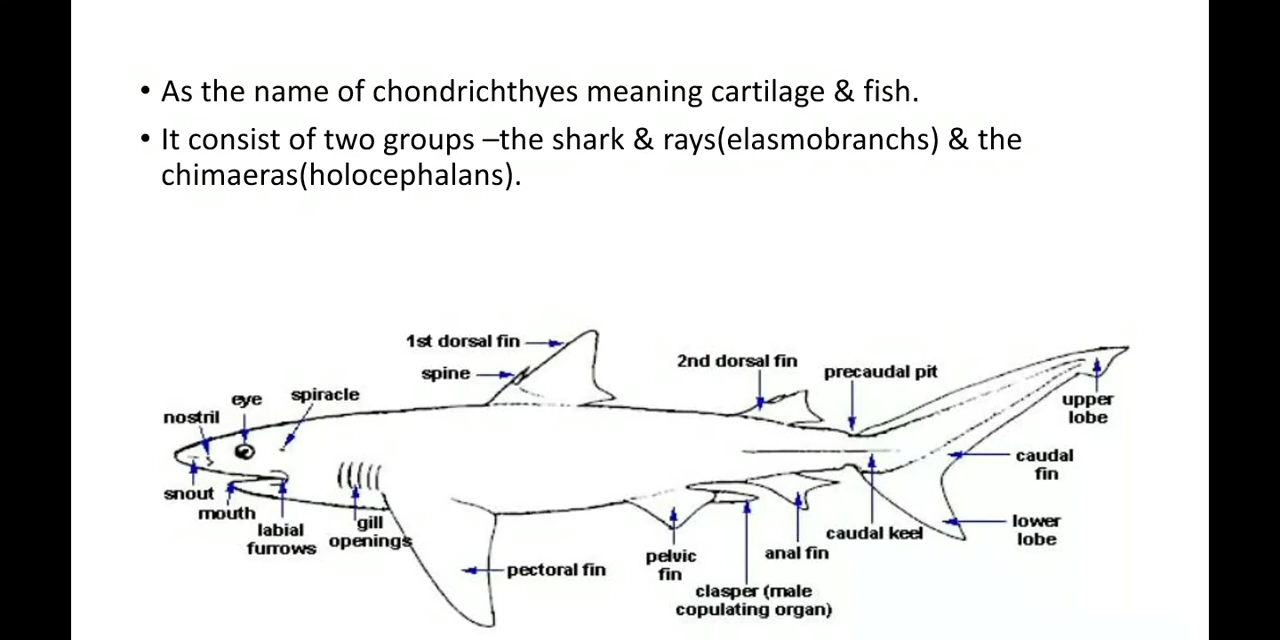 • As the name of chondrichthyes meaning cartilage & fish.
• It consist of two groups –the shark & rays(elasmobranchs) & the
chimaeras(holocephalans).
1st dorsal fin
spine
2nd dorsal fin
precaudal pit
eye
spiracle
nostril
upper
lobe
caudal
fin
snout
mouth
labial
furrows
gill
openings
lower
lobe
caudal keel
anal fin
pelvic
fin
pectoral fin
clasper (male
copulating organ)